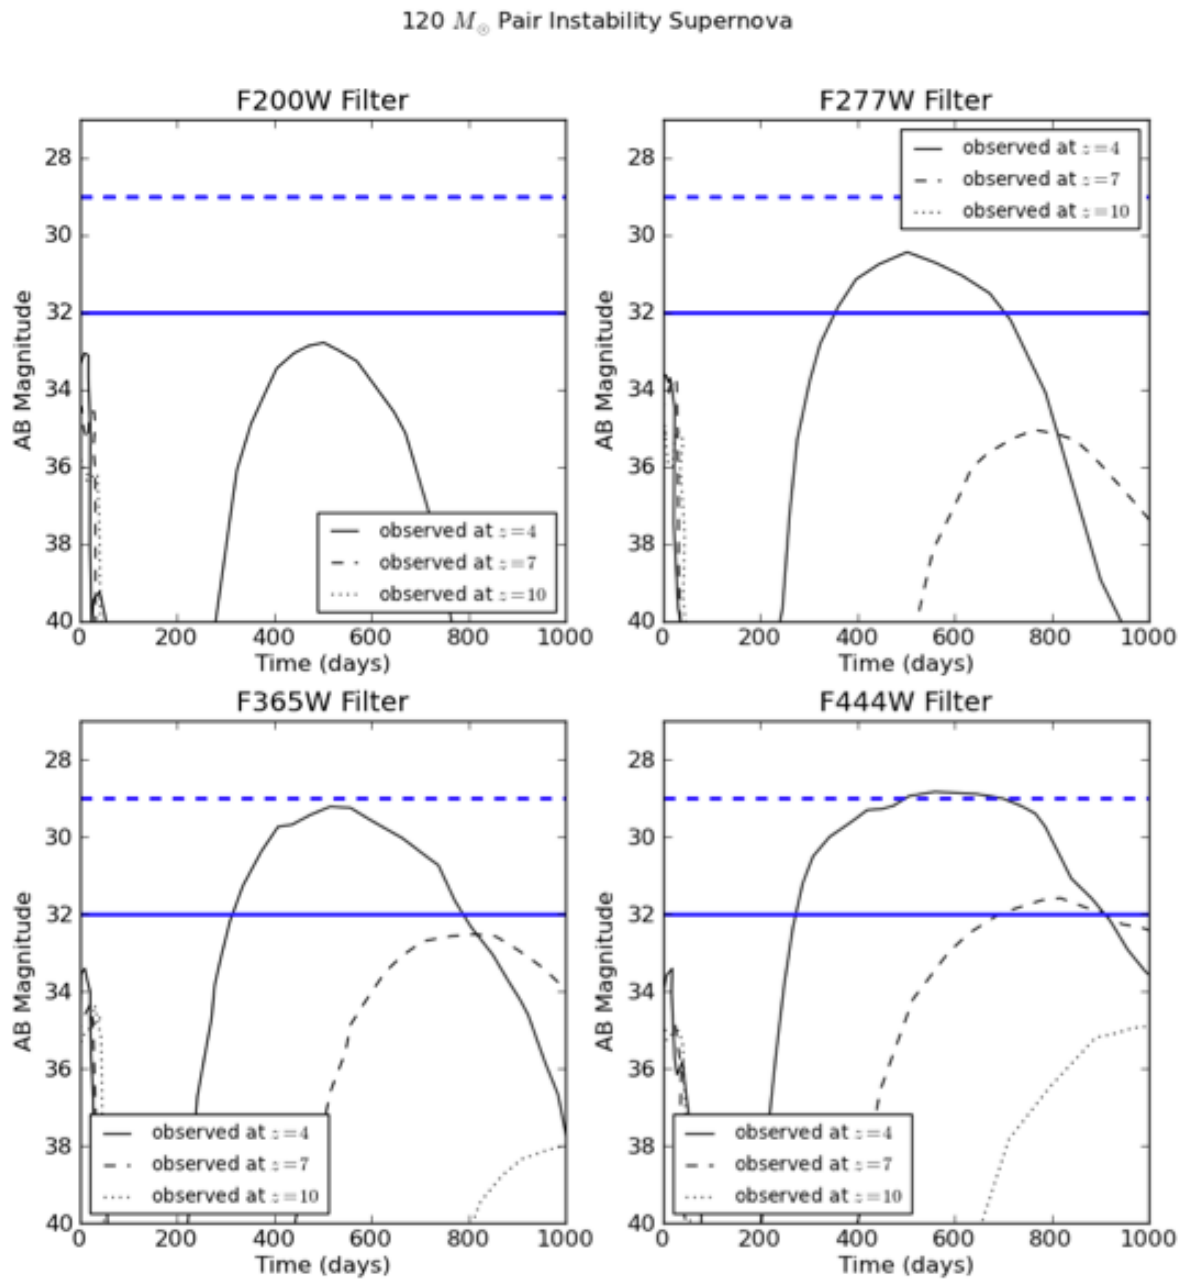 120 M⊙ Pair Instability Supernova
F200W Filter
28
30
32
34
36
38
40
AB Magnitude
observed at z=4
observed at z=7
observed at z=10
0 200 400 600 800 1000
Time (days)
F277W Filter
28
30
32
34
36
38
40
AB Magnitude
observed at z=4
observed at z=7
observed at z=10
0 200 400 600 800 1000
Time (days)
F365W Filter
28
30
32
34
36
38
40
AB Magnitude
observed at z=4
observed at z=7
observed at z=10
0 200 400 600 800 1000
Time (days)
F444W Filter
28
30
32
34
36
38
40
AB Magnitude
observed at z=4
observed at z=7
observed at z=10
0 200 400 600 800 1000
Time (days)